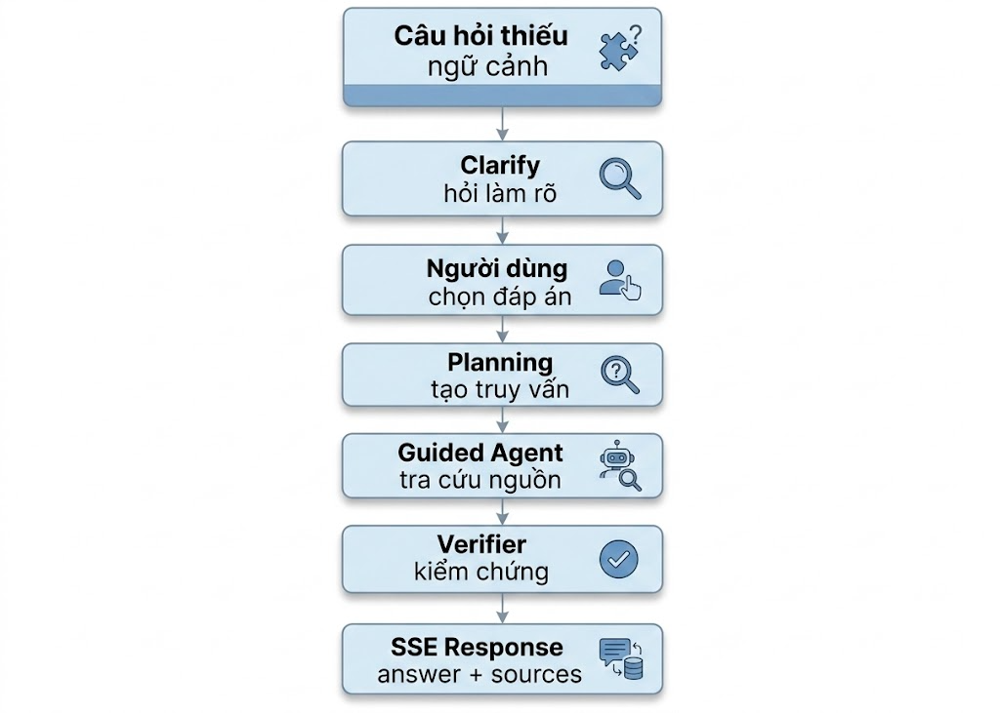 Câu hỏi thiếu
ngữ cảnh
?
Clarify
hỏi làm rõ
Người dùng
chọn đáp án
Planning
tạo truy vấn
?
Guided Agent
tra cứu nguồn
Verifier
kiểm chứng
SSE Response
answer + sources